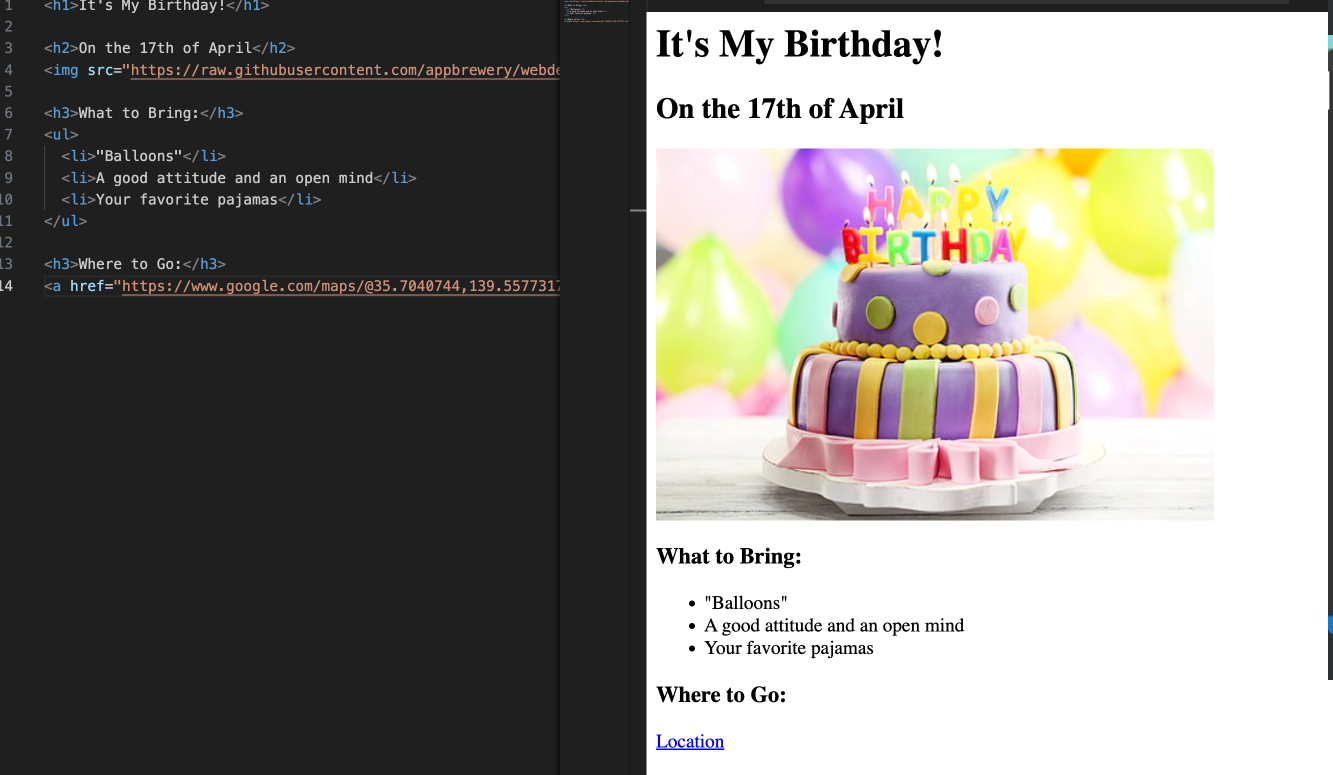 1 <h1>It's My Birthday!</h1>
2
3 <h2>On the 17th of April</h2>
4 <img src="https://raw.githubusercontent.com/appbrewery/webde
5
6 <h3>What to Bring:</h3>
7 <ul>
8 <li>"Balloons"</li>
9 <li>A good attitude and an open mind</li>
10 <li>Your favorite pajamas</li>
11 </ul>
12
13 <h3>Where to Go:</h3>
14 <a href="https://www.google.com/maps/@35.7040744,139.5577317
It's My Birthday!
On the 17th of April
HAPPY
BIRTHDAY
What to Bring:
• "Balloons"
• A good attitude and an open mind
• Your favorite pajamas
Where to Go:
Location